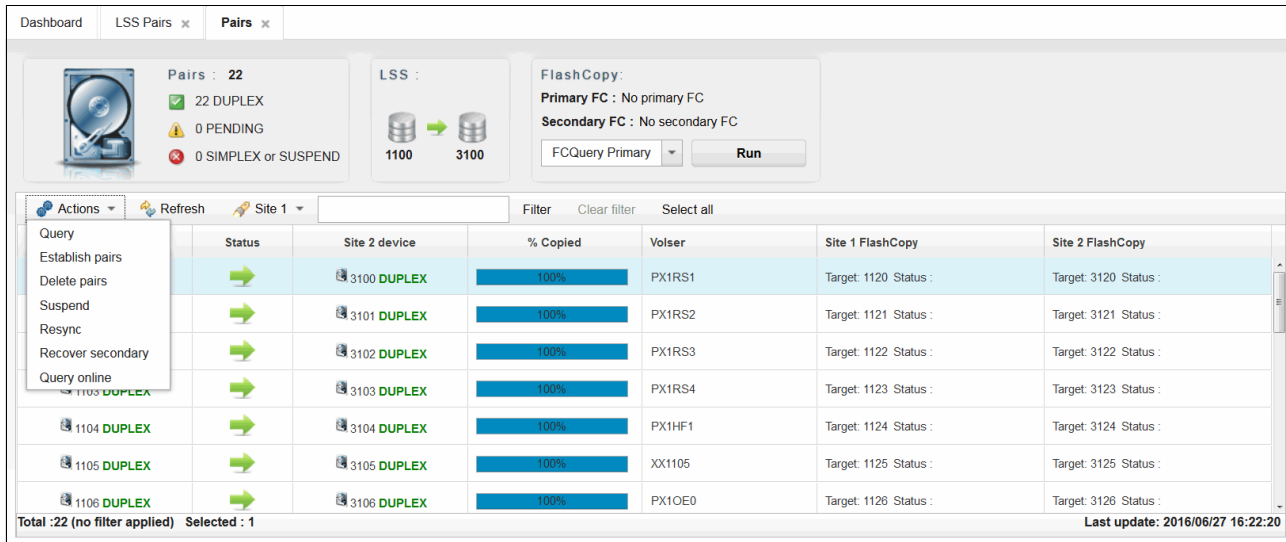 Dashboard LSS Pairs × Pairs ×
Pairs : 22
22 DUPLEX
0 PENDING
0 SIMPLEX or SUSPEND
LSS :
1100 3100
FlashCopy:
Primary FC : No primary FC
Secondary FC : No secondary FC
FCQuery Primary Run
Actions Refresh Site 1 Filter Clear filter Select all
Query
Establish pairs
Delete pairs
Suspend
Resync
Recover secondary
Query online
Status Site 2 device % Copied Volser Site 1 FlashCopy Site 2 FlashCopy
3100 DUPLEX 100% PX1RS1 Target: 1120 Status : Target: 3120 Status :
3101 DUPLEX 100% PX1RS2 Target: 1121 Status : Target: 3121 Status :
3102 DUPLEX 100% PX1RS3 Target: 1122 Status : Target: 3122 Status :
1103 DUPLEX 3103 DUPLEX 100% PX1RS4 Target: 1123 Status : Target: 3123 Status :
1104 DUPLEX 3104 DUPLEX 100% PX1HF1 Target: 1124 Status : Target: 3124 Status :
1105 DUPLEX 3105 DUPLEX 100% XX1105 Target: 1125 Status : Target: 3125 Status :
1106 DUPLEX 3106 DUPLEX 100% PX1OE0 Target: 1126 Status : Target: 3126 Status :
Total :22 (no filter applied) Selected : 1 Last update: 2016/06/27 16:22:20